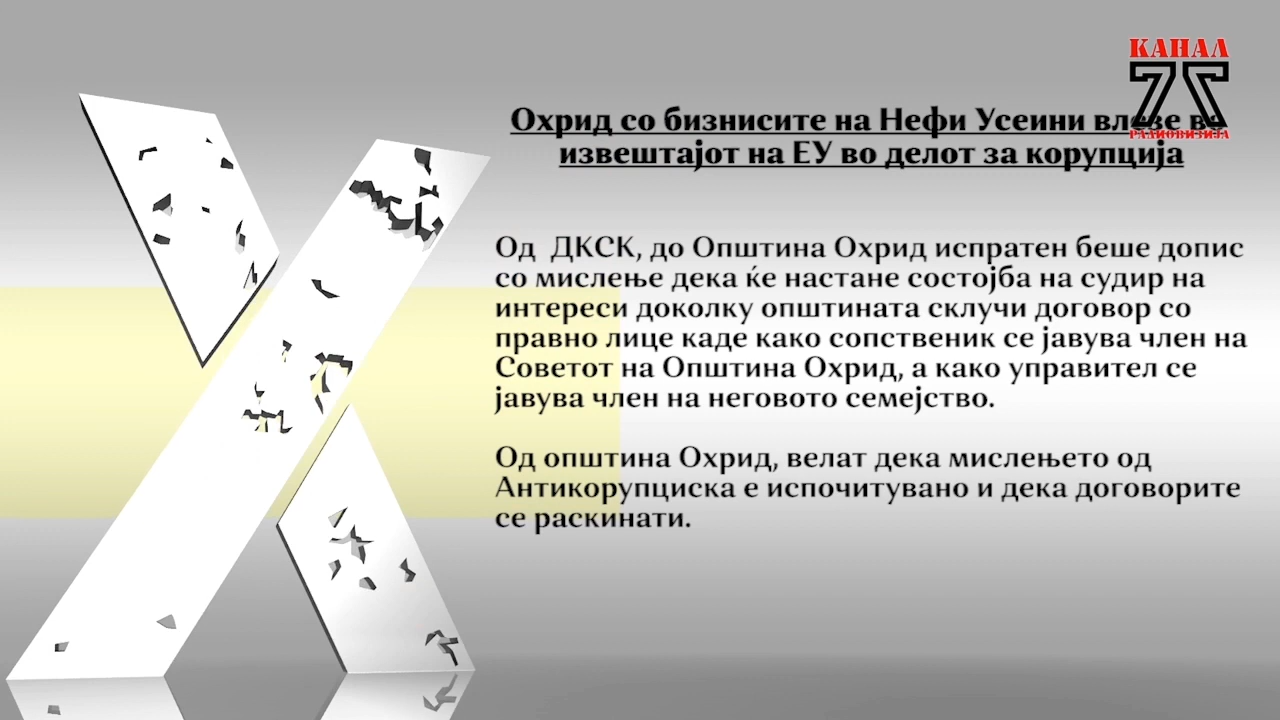 КАНАЛ
77
РАДИОВИЗИЈА
Охрид со бизнисите на Нефи Усеини влезе во
извештајот на ЕУ во делот за корупција
Од ДКСК, до Општина Охрид испратен беше допис
со мислење дека ќе настане состојба на судир на
интереси доколку општината склучи договор со
правно лице каде како сопственик се јавува член на
Советот на Општина Охрид, а како управител се
јавува член на неговото семејство.
Од општина Охрид, велат дека мислењето од
Антикорупциска е испочитувано и дека договорите
се раскинати.